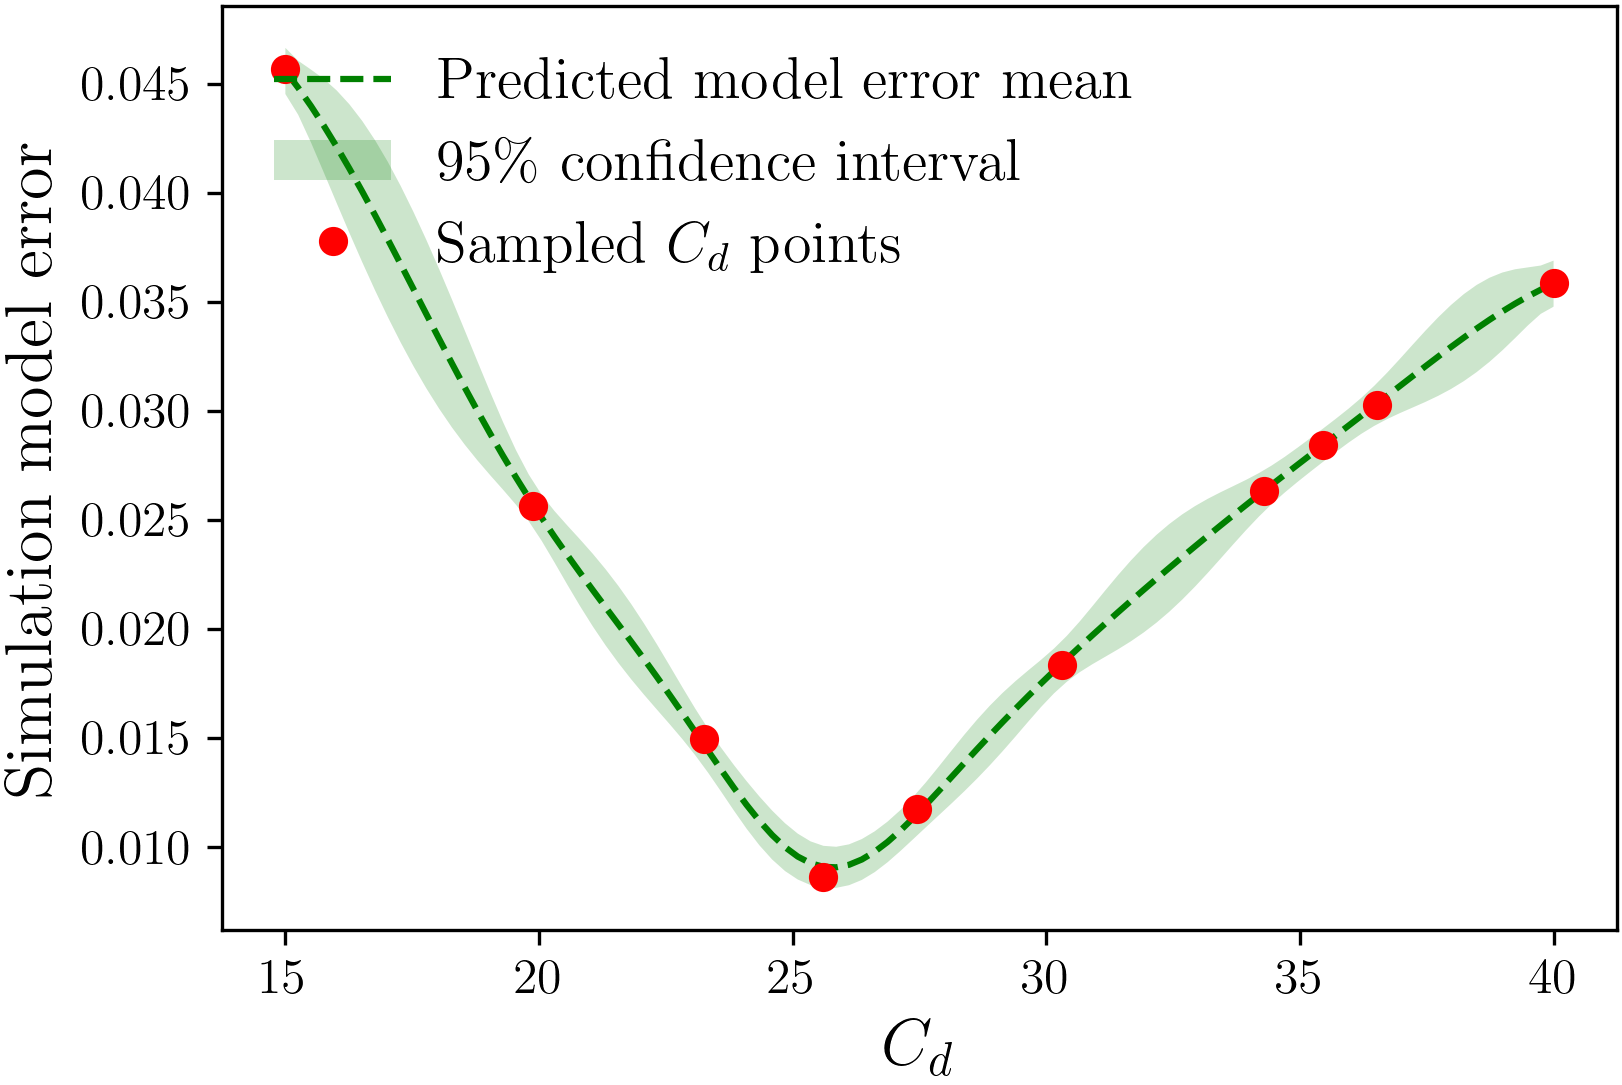 Predicted model error mean
95% confidence interval
Sampled C_d points
Simulation model error
0.045
0.040
0.035
0.030
0.025
0.020
0.015
0.010
15 20 25 30 35 40
C_d